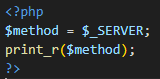 <?php
$method = $_SERVER;
print_r($method);
?>